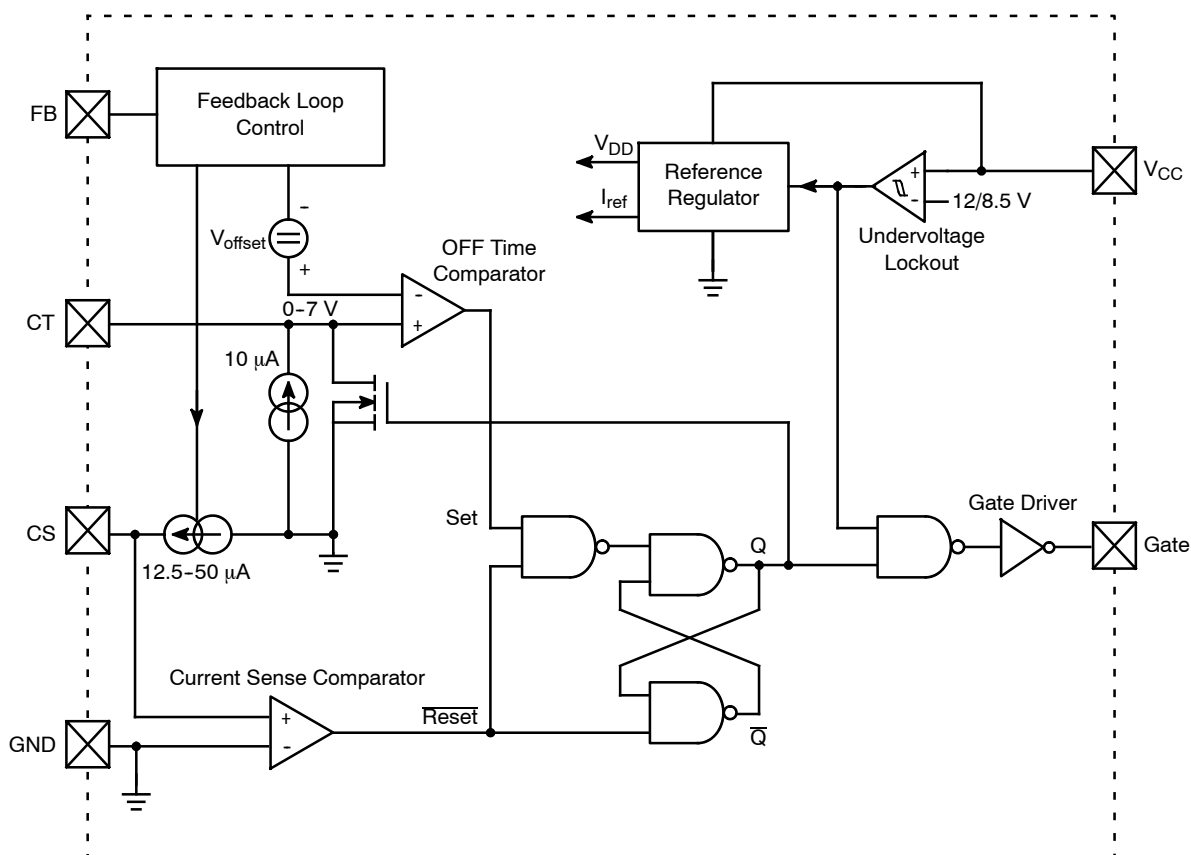 FB
Feedback Loop
Control
V_DD
I_ref
Reference
Regulator
+
-
12/8.5 V
V_CC
Undervoltage
Lockout
-
V_offset
+
OFF Time
Comparator
-
+
0-7 V
CT
10 µA
CS
12.5-50 µA
Set
Q
Gate Driver
Gate
Current Sense Comparator
+
-
Reset
Q
GND